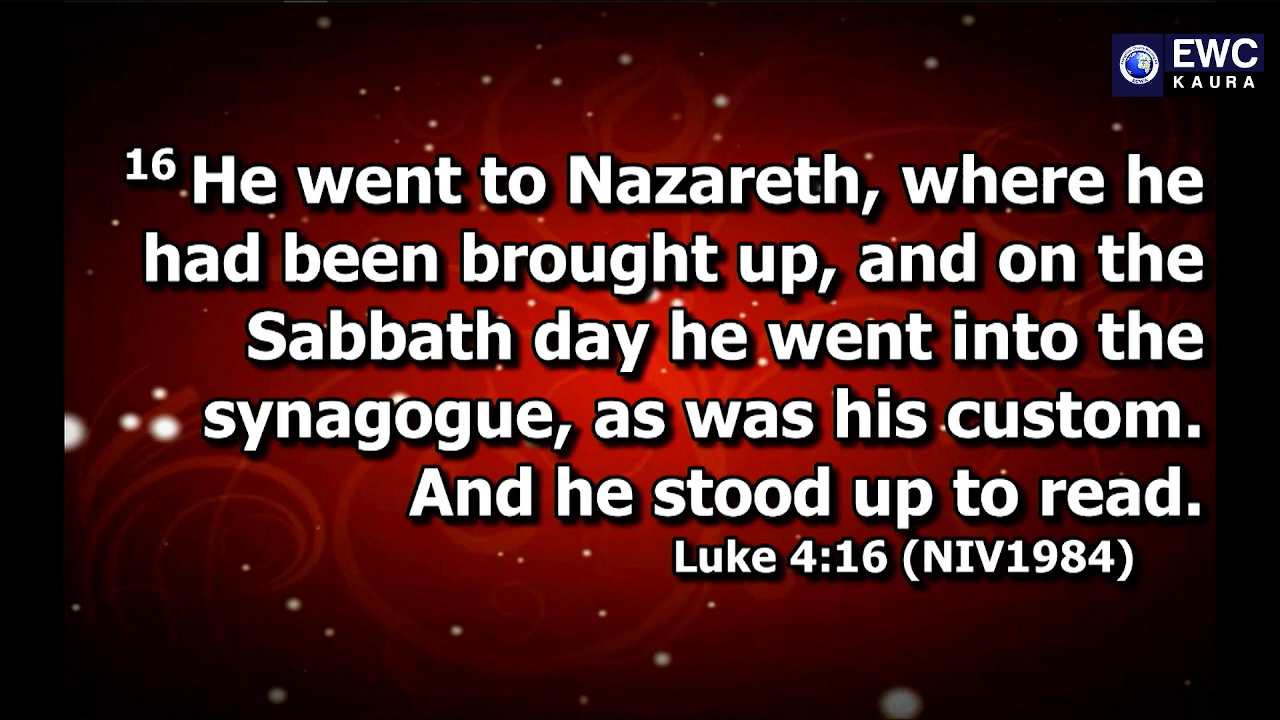 EWC
KAURA
16 He went to Nazareth, where he
had been brought up, and on the
Sabbath day he went into the
synagogue, as was his custom.
And he stood up to read.
Luke 4:16 (NIV1984)